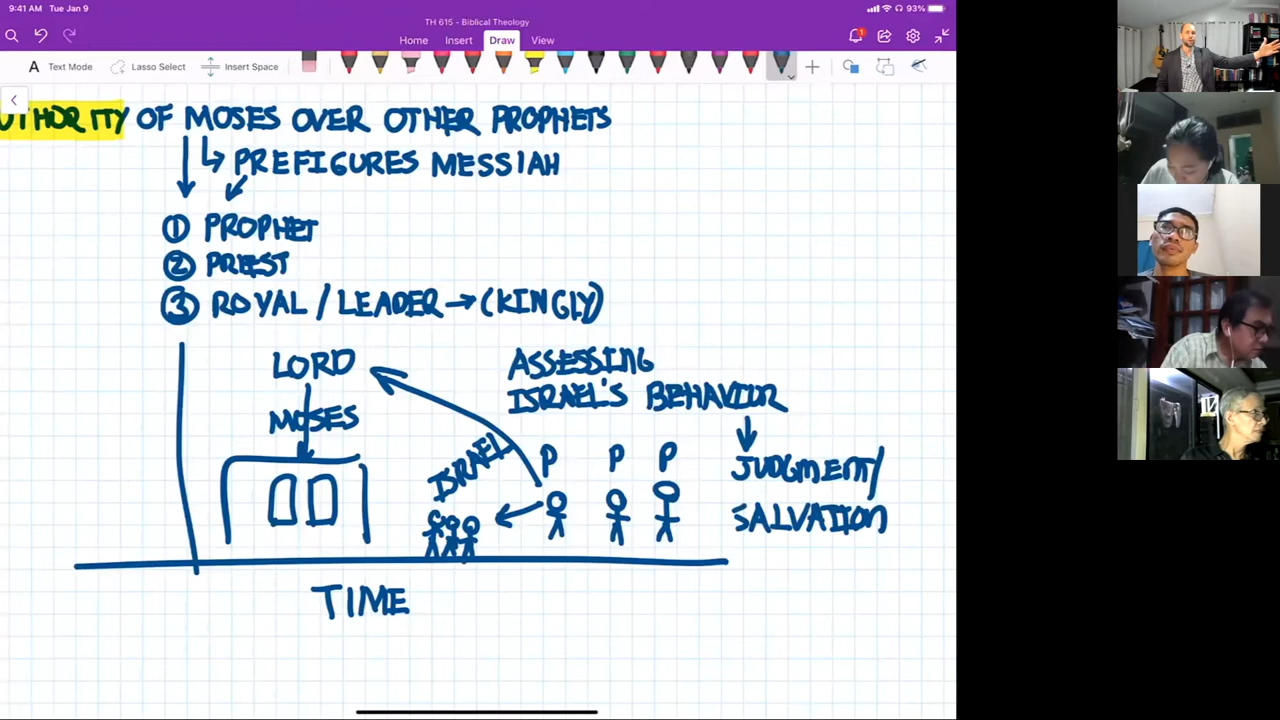 9:41 AM Tue Jan 9
93%
TH 615 - Biblical Theology
Home Insert Draw View
1
A Text Mode Lasso Select Insert Space
UTHORITY OF MOSES OVER OTHER PROPHETS
↳ PREFIGURES MESSIAH
① PROPHET
② PRIEST
③ ROYAL / LEADER → (KINGLY)
LORD
MOSES
ISRAEL
P P P
ASSESSING
ISRAEL'S BEHAVIOR
JUDGMENT/
SALVATION
TIME